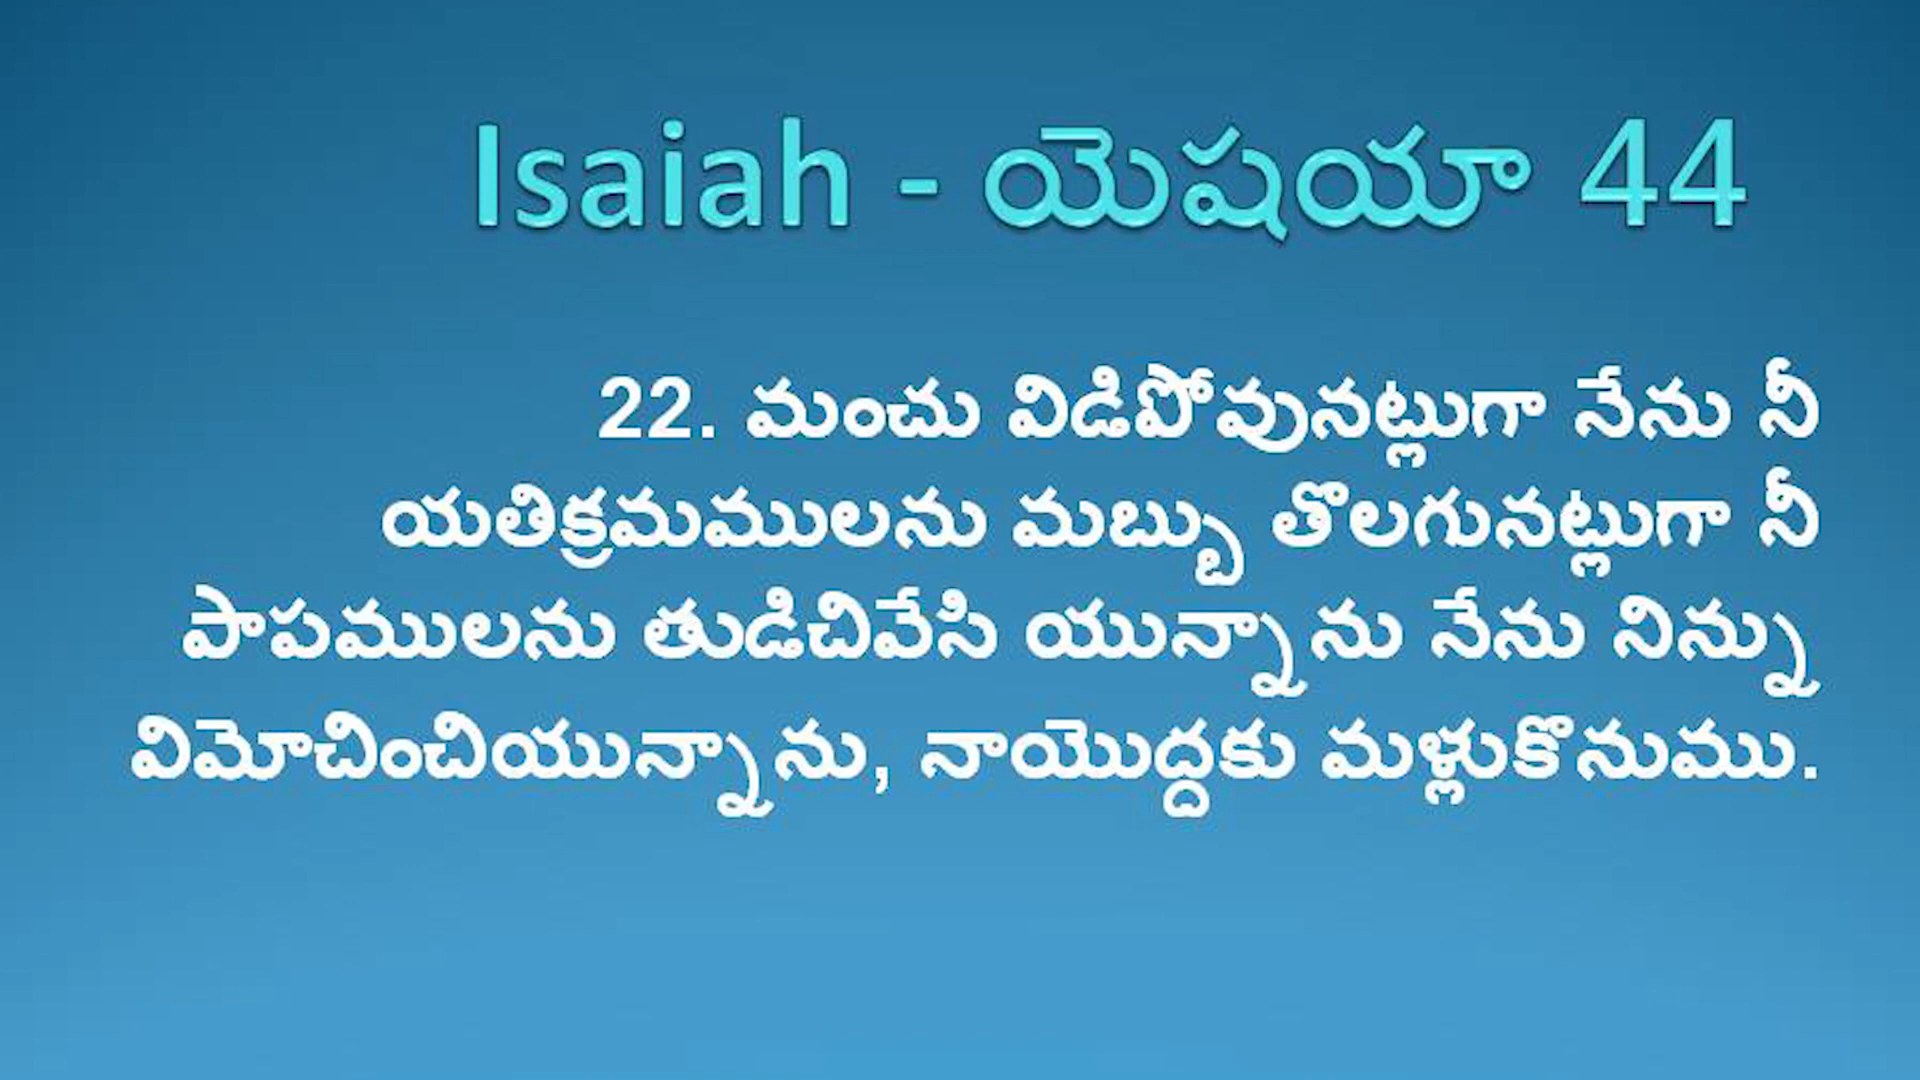 Isaiah - యెషయా 44
22. మంచు విడిపోవునట్లుగా నేను నీ
యతిక్రమములను మబ్బు తొలగునట్లుగా నీ
పాపములను తుడిచివేసి యున్నాను నేను నిన్ను
విమోచించియున్నాను, నాయొద్దకు మళ్లుకొనుము.